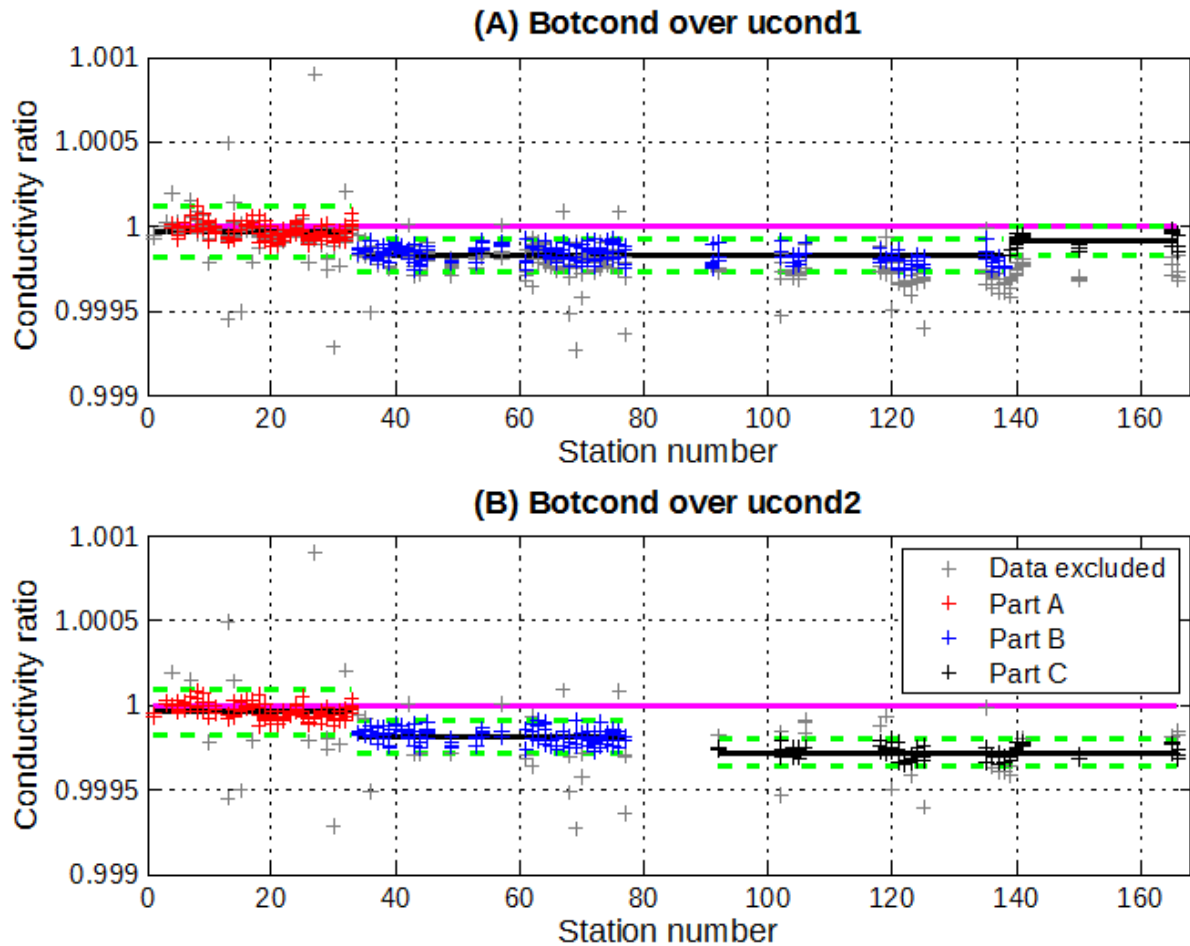 (A) Botcond over ucond1
Conductivity ratio
1.001
1.0005
1
0.9995
0.999
0 20 40 60 80 100 120 140 160
Station number
(B) Botcond over ucond2
Conductivity ratio
1.001
1.0005
1
0.9995
0.999
Data excluded
Part A
Part B
Part C
0 20 40 60 80 100 120 140 160
Station number